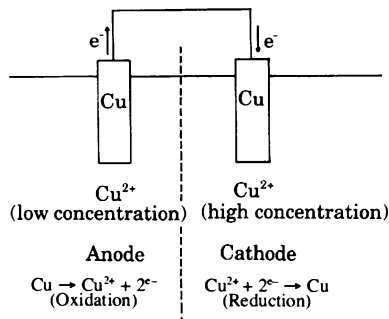 e⁻ e⁻
Cu Cu
Cu²⁺ Cu²⁺
(low concentration) (high concentration)
Anode Cathode
Cu → Cu²⁺ + 2e⁻ Cu²⁺ + 2e⁻ → Cu
(Oxidation) (Reduction)